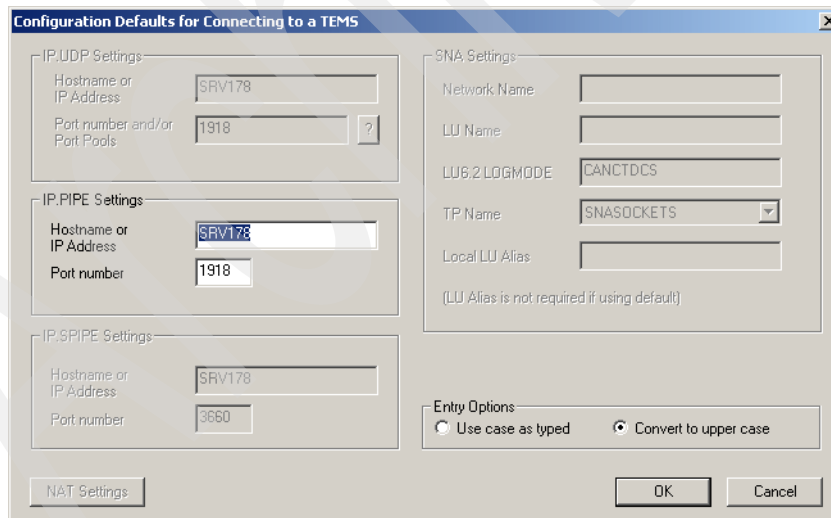 Configuration Defaults for Connecting to a TEMS
IP.UDP Settings
Hostname or
IP Address
SRV178
Port number and/or
Port Pools
1918
?
IP.PIPE Settings
Hostname or
IP Address
SRV178
Port number
1918
IP.SPIPE Settings
Hostname or
IP Address
SRV178
Port number
3660
SNA Settings
Network Name
LU Name
LU6.2 LOGMODE
CANCTDCS
TP Name
SNASOCKETS
Local LU Alias
(LU Alias is not required if using default)
Entry Options
Use case as typed
Convert to upper case
NAT Settings
OK
Cancel